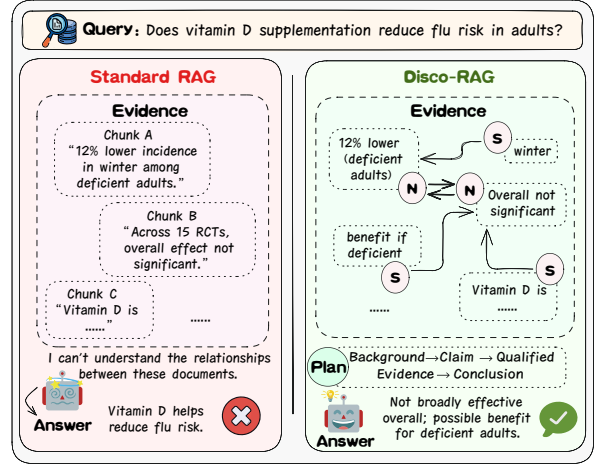 Query: Does vitamin D supplementation reduce flu risk in adults?
Standard RAG
Evidence
Chunk A
“12% lower incidence
in winter among
deficient adults.”
Chunk B
“Across 15 RCTs,
overall effect not
significant.”
Chunk C
“Vitamin D is
......”
......
I can't understand the relationships
between these documents.
Answer
Vitamin D helps
reduce flu risk.
Disco-RAG
Evidence
12% lower
(deficient
adults)
S
winter
N
N
Overall not
significant
benefit if
deficient
S
S
Vitamin D is
......
......
Plan
Background→Claim → Qualified
Evidence → Conclusion
Answer
Not broadly effective
overall; possible benefit
for deficient adults.